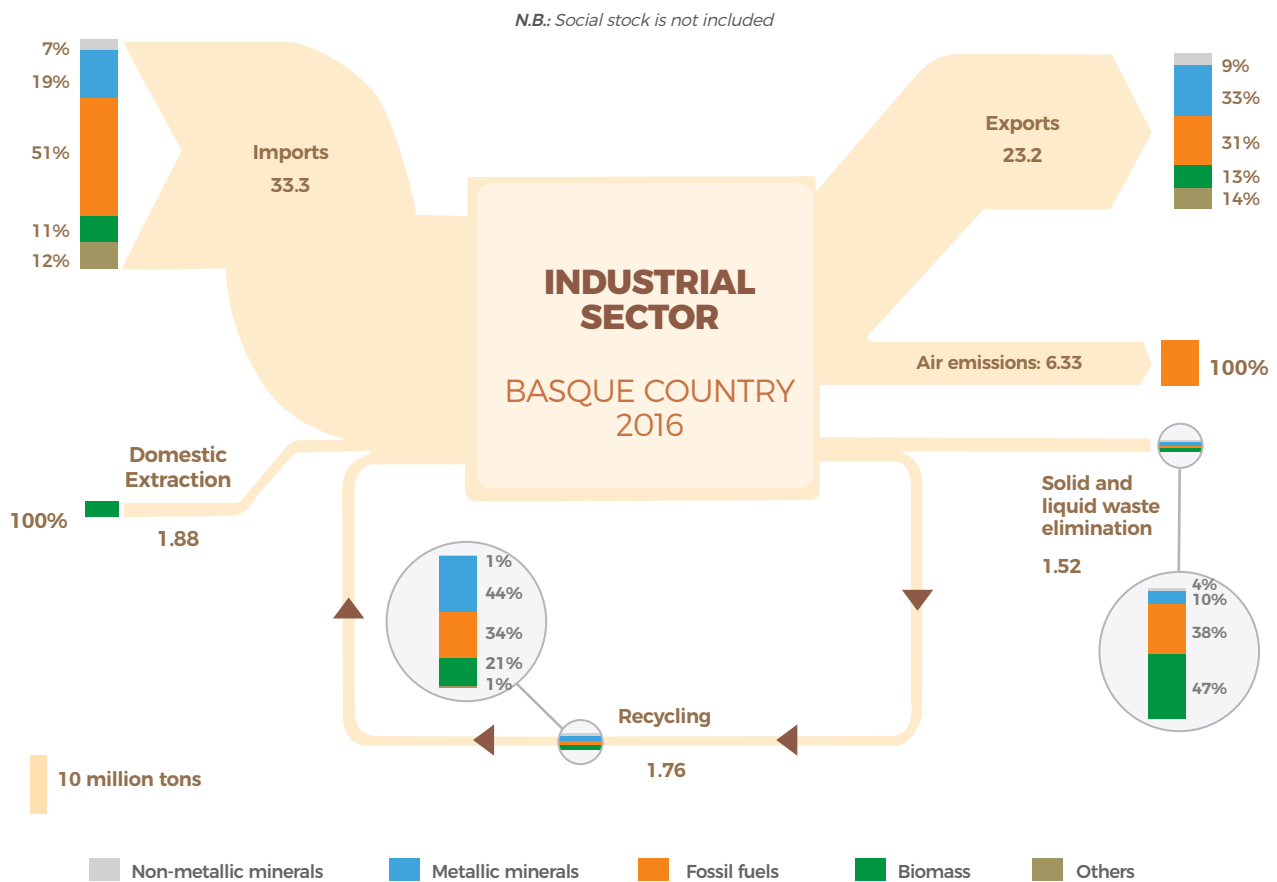 N.B.: Social stock is not included
7%
19%
51%
11%
12%
Imports
33.3
Exports
23.2
9%
33%
31%
13%
14%
INDUSTRIAL
SECTOR
BASQUE COUNTRY
2016
Air emissions: 6.33
100%
Domestic
Extraction
100%
1.88
Solid and
liquid waste
elimination
1.52
4%
10%
38%
47%
1%
44%
34%
21%
1%
Recycling
1.76
10 million tons
Non-metallic minerals
Metallic minerals
Fossil fuels
Biomass
Others